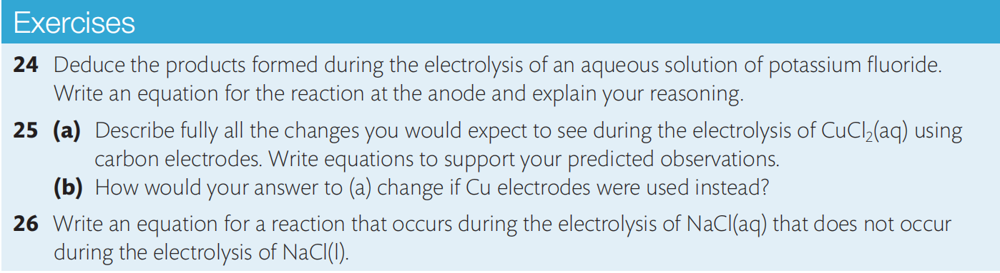 Exercises
24 Deduce the products formed during the electrolysis of an aqueous solution of potassium fluoride.
Write an equation for the reaction at the anode and explain your reasoning.
25 (a) Describe fully all the changes you would expect to see during the electrolysis of CuCl₂(aq) using
carbon electrodes. Write equations to support your predicted observations.
(b) How would your answer to (a) change if Cu electrodes were used instead?
26 Write an equation for a reaction that occurs during the electrolysis of NaCl(aq) that does not occur
during the electrolysis of NaCl(l).